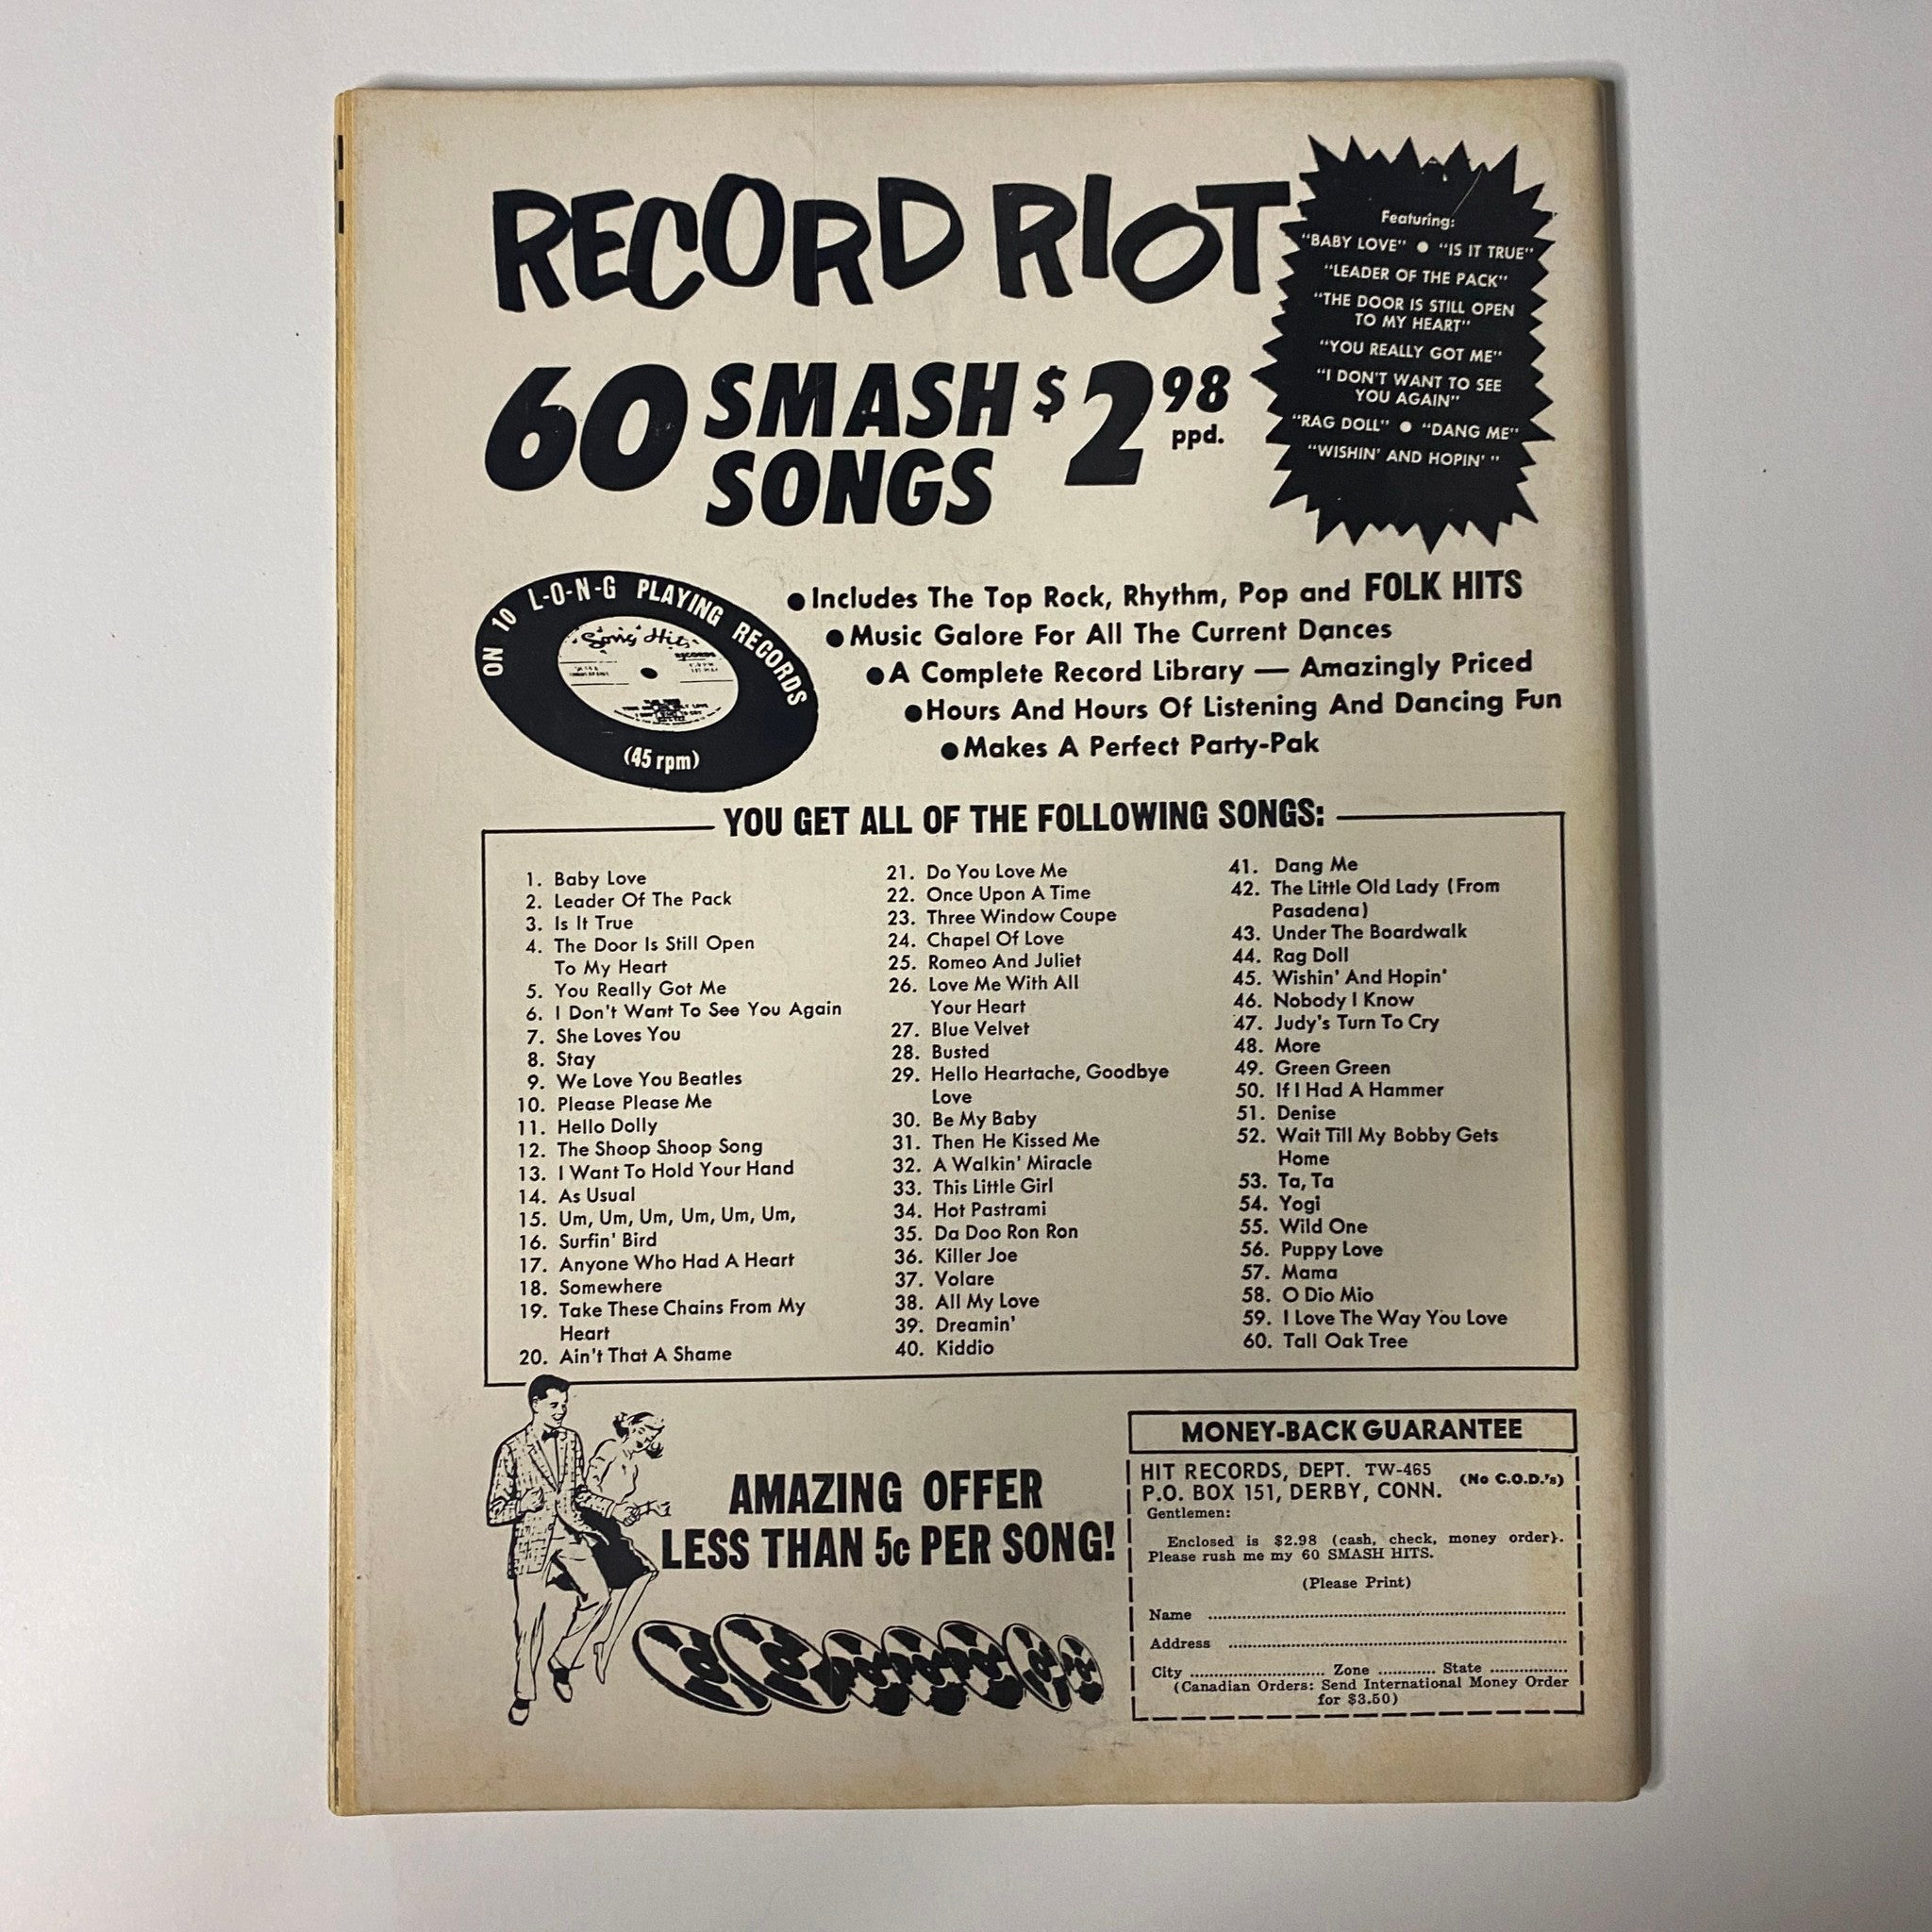 RECORD RIOT
Featuring:
"BABY LOVE" ● "IS IT TRUE"
"LEADER OF THE PACK"
"THE DOOR IS STILL OPEN
TO MY HEART"
"YOU REALLY GOT ME"
"I DON'T WANT TO SEE
YOU AGAIN"
"RAG DOLL" ● "DANG ME"
"WISHIN' AND HOPIN' "
60 SMASH SONGS $2.98 ppd.
ON 10 L-O-N-G PLAYING RECORDS
Song Hits
RECORDS
(45 rpm)
● Includes The Top Rock, Rhythm, Pop and FOLK HITS
● Music Galore For All The Current Dances
● A Complete Record Library — Amazingly Priced
● Hours And Hours Of Listening And Dancing Fun
● Makes A Perfect Party-Pak
YOU GET ALL OF THE FOLLOWING SONGS:
1. Baby Love
2. Leader Of The Pack
3. Is It True
4. The Door Is Still Open
To My Heart
5. You Really Got Me
6. I Don't Want To See You Again
7. She Loves You
8. Stay
9. We Love You Beatles
10. Please Please Me
11. Hello Dolly
12. The Shoop Shoop Song
13. I Want To Hold Your Hand
14. As Usual
15. Um, Um, Um, Um, Um, Um,
16. Surfin' Bird
17. Anyone Who Had A Heart
18. Somewhere
19. Take These Chains From My
Heart
20. Ain't That A Shame
21. Do You Love Me
22. Once Upon A Time
23. Three Window Coupe
24. Chapel Of Love
25. Romeo And Juliet
26. Love Me With All
Your Heart
27. Blue Velvet
28. Busted
29. Hello Heartache, Goodbye
Love
30. Be My Baby
31. Then He Kissed Me
32. A Walkin' Miracle
33. This Little Girl
34. Hot Pastrami
35. Da Doo Ron Ron
36. Killer Joe
37. Volare
38. All My Love
39. Dreamin'
40. Kiddio
41. Dang Me
42. The Little Old Lady (From
Pasadena)
43. Under The Boardwalk
44. Rag Doll
45. Wishin' And Hopin'
46. Nobody I Know
47. Judy's Turn To Cry
48. More
49. Green Green
50. If I Had A Hammer
51. Denise
52. Wait Till My Bobby Gets
Home
53. Ta, Ta
54. Yogi
55. Wild One
56. Puppy Love
57. Mama
58. O Dio Mio
59. I Love The Way You Love
60. Tall Oak Tree
AMAZING OFFER
LESS THAN 5c PER SONG!
MONEY-BACK GUARANTEE
HIT RECORDS, DEPT. TW-465 (No C.O.D.'s)
P.O. BOX 151, DERBY, CONN.
Gentlemen:
Enclosed is $2.98 (cash, check, money order).
Please rush me my 60 SMASH HITS.
(Please Print)
Name
Address
City Zone State
(Canadian Orders: Send International Money Order
for $3.50)